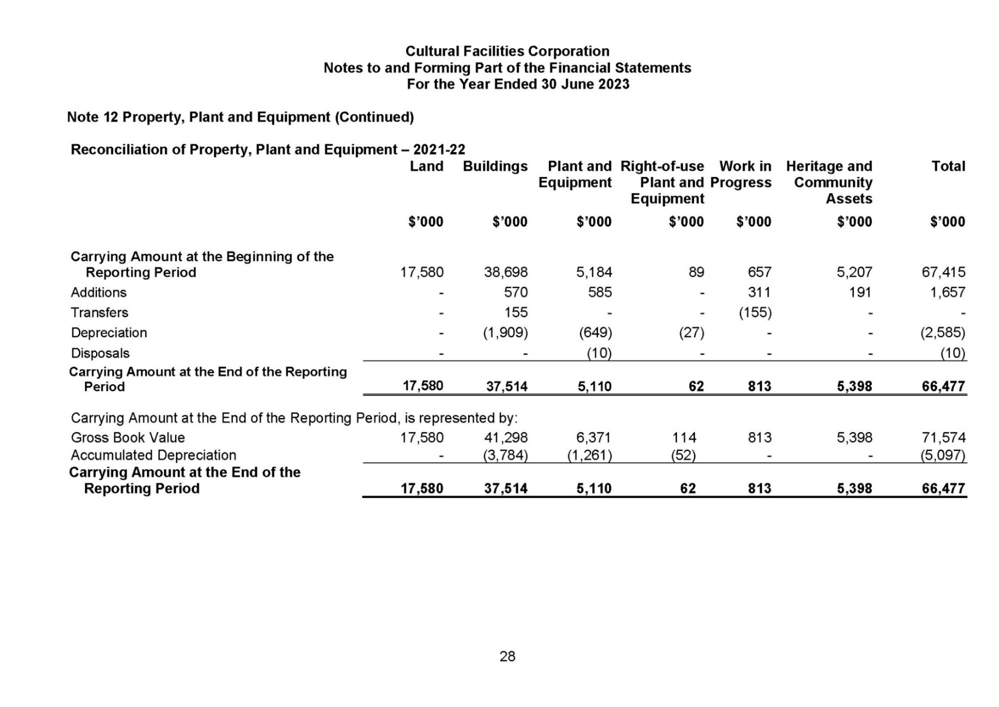 Cultural Facilities Corporation
Notes to and Forming Part of the Financial Statements
For the Year Ended 30 June 2023
Note 12 Property, Plant and Equipment (Continued)
Reconciliation of Property, Plant and Equipment – 2021-22
Land Buildings Plant and Right-of-use Work in Heritage and Total
Equipment Plant and Progress Community
Equipment Assets
$’000 $’000 $’000 $’000 $’000 $’000 $’000
Carrying Amount at the Beginning of the
Reporting Period 17,580 38,698 5,184 89 657 5,207 67,415
Additions - 570 585 - 311 191 1,657
Transfers - 155 - - (155) - -
Depreciation - (1,909) (649) (27) - - (2,585)
Disposals - - (10) - - - (10)
Carrying Amount at the End of the Reporting
Period 17,580 37,514 5,110 62 813 5,398 66,477
Carrying Amount at the End of the Reporting Period, is represented by:
Gross Book Value 17,580 41,298 6,371 114 813 5,398 71,574
Accumulated Depreciation - (3,784) (1,261) (52) - - (5,097)
Carrying Amount at the End of the
Reporting Period 17,580 37,514 5,110 62 813 5,398 66,477
28